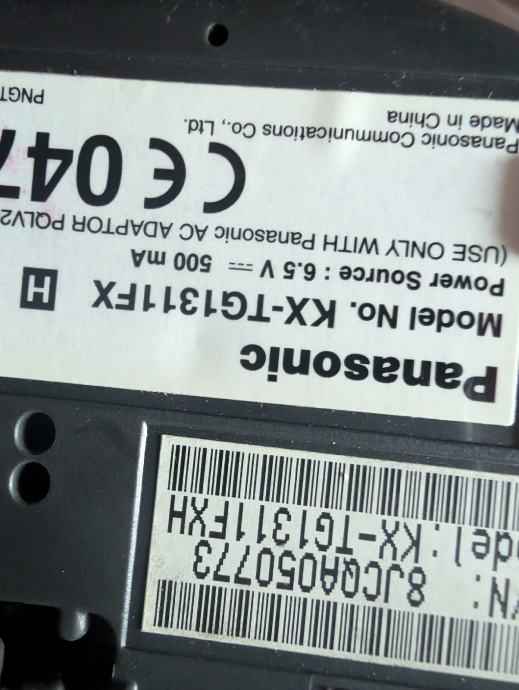 Panasonic
Model No. KX-TG1311FX H
Power Source : 6.5 V ⎓ 500 mA
(USE ONLY WITH Panasonic AC ADAPTOR PQLV2
CE 047
Panasonic Communications Co., Ltd.
Made in China PNGT
N: 8JCQA050773
odel: KX-TG1311FXH